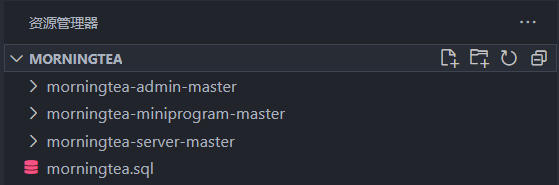 资源管理器
MORNINGTEA
morningtea-admin-master
morningtea-miniprogram-master
morningtea-server-master
morningtea.sql